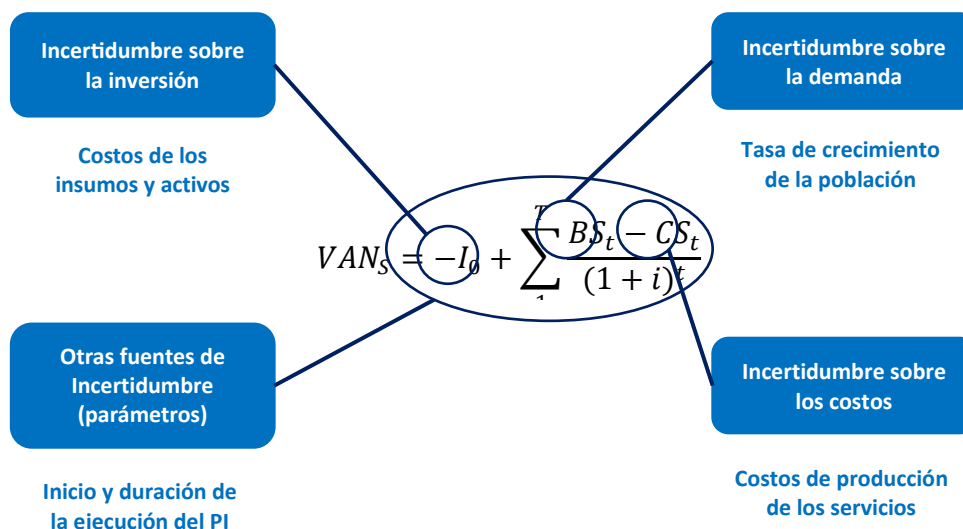 Incertidumbre sobre
la inversión
Costos de los
insumos y activos
Incertidumbre sobre
la demanda
Tasa de crecimiento
de la población
VAN_S = −I_0 + ∑_1^T (BS_t − CS_t)/(1 + i)^t
Otras fuentes de
Incertidumbre
(parámetros)
Inicio y duración de
la ejecución del PI
Incertidumbre sobre
los costos
Costos de producción
de los servicios